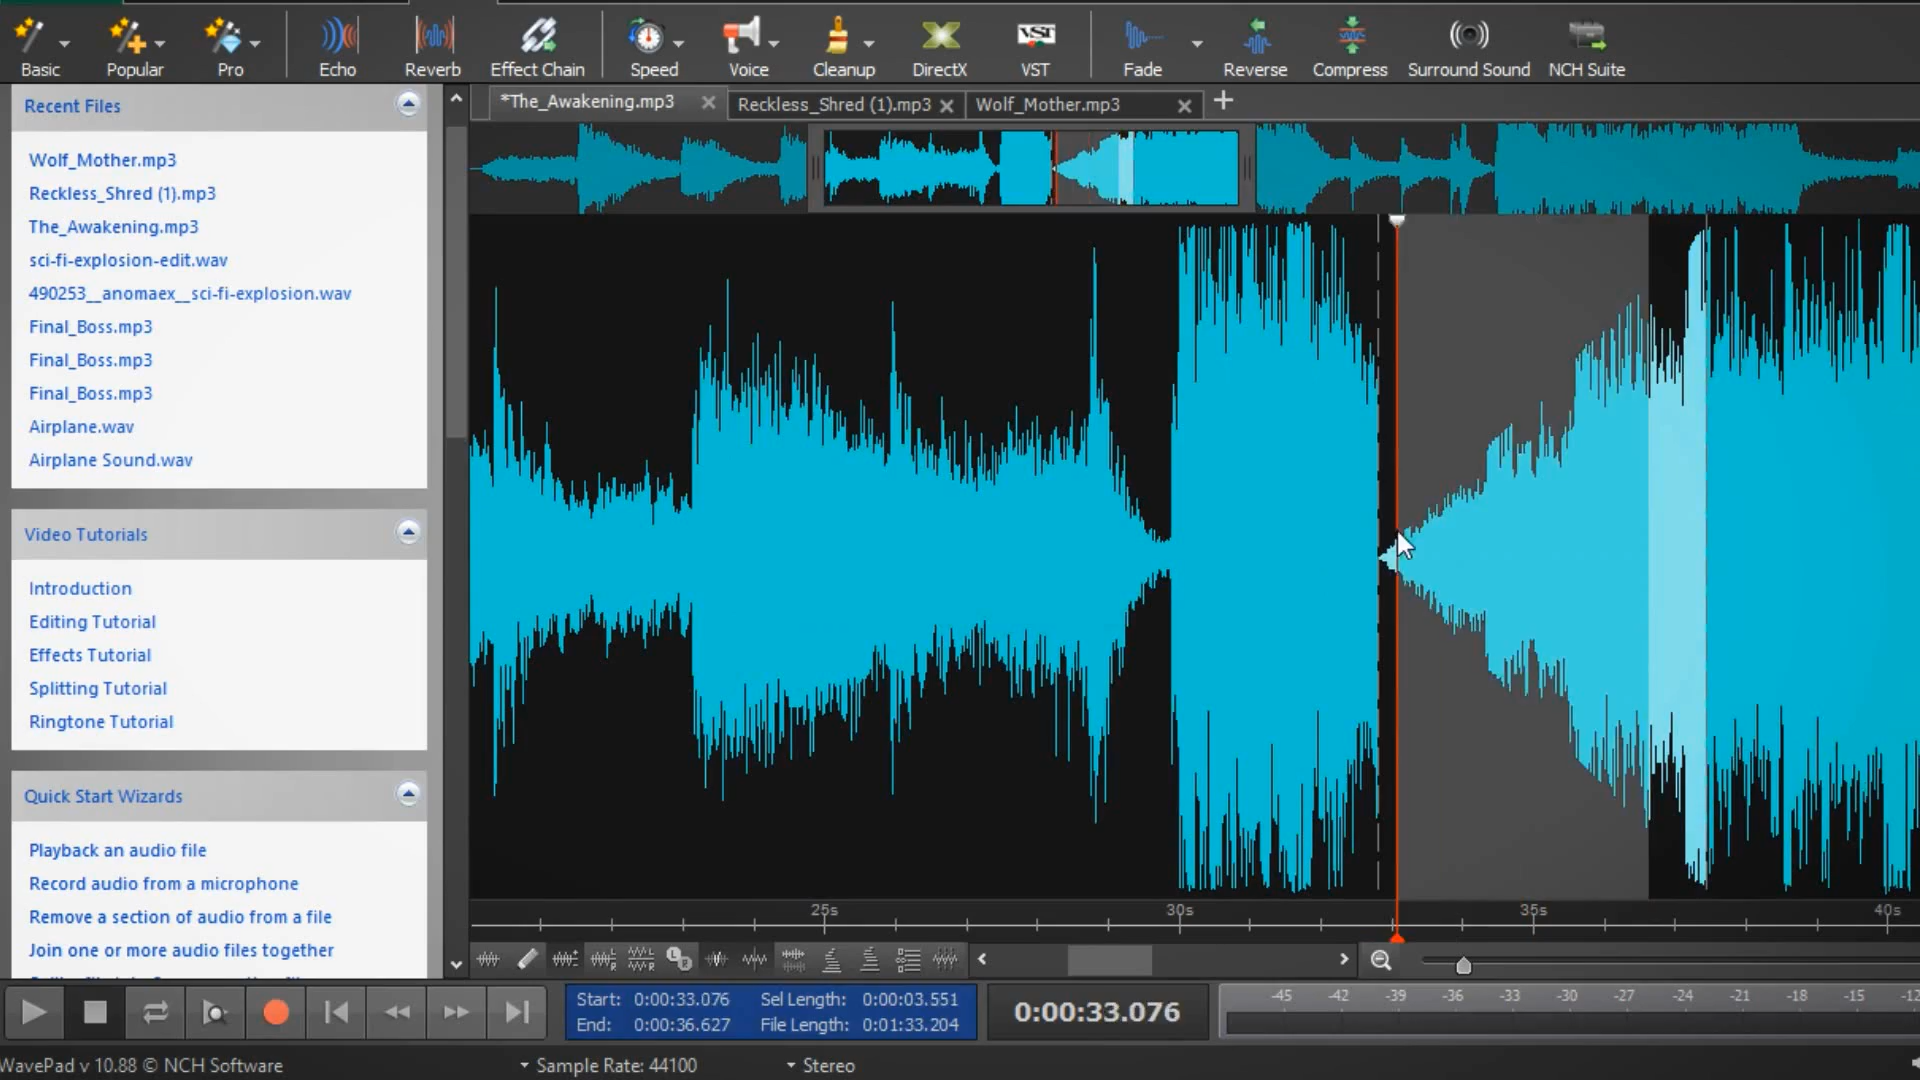 Basic
Popular
Pro
Echo
Reverb
Effect Chain
Speed
Voice
Cleanup
DirectX
VST
VST
Fade
Reverse
Compress
Surround Sound
NCH Suite
Recent Files
Wolf_Mother.mp3
Reckless_Shred (1).mp3
The_Awakening.mp3
sci-fi-explosion-edit.wav
490253__anomaex__sci-fi-explosion.wav
Final_Boss.mp3
Final_Boss.mp3
Final_Boss.mp3
Airplane.wav
Airplane Sound.wav
Video Tutorials
Introduction
Editing Tutorial
Effects Tutorial
Splitting Tutorial
Ringtone Tutorial
Quick Start Wizards
Playback an audio file
Record audio from a microphone
Remove a section of audio from a file
Join one or more audio files together
*The_Awakening.mp3
Reckless_Shred (1).mp3
Wolf_Mother.mp3
25s 30s 35s 40s
Start: 0:00:33.076 Sel Length: 0:00:03.551
End: 0:00:36.627 File Length: 0:01:33.204
0:00:33.076
-45 -42 -39 -36 -33 -30 -27 -24 -21 -18 -15 -12
WavePad v 10.88 © NCH Software
Sample Rate: 44100
Stereo